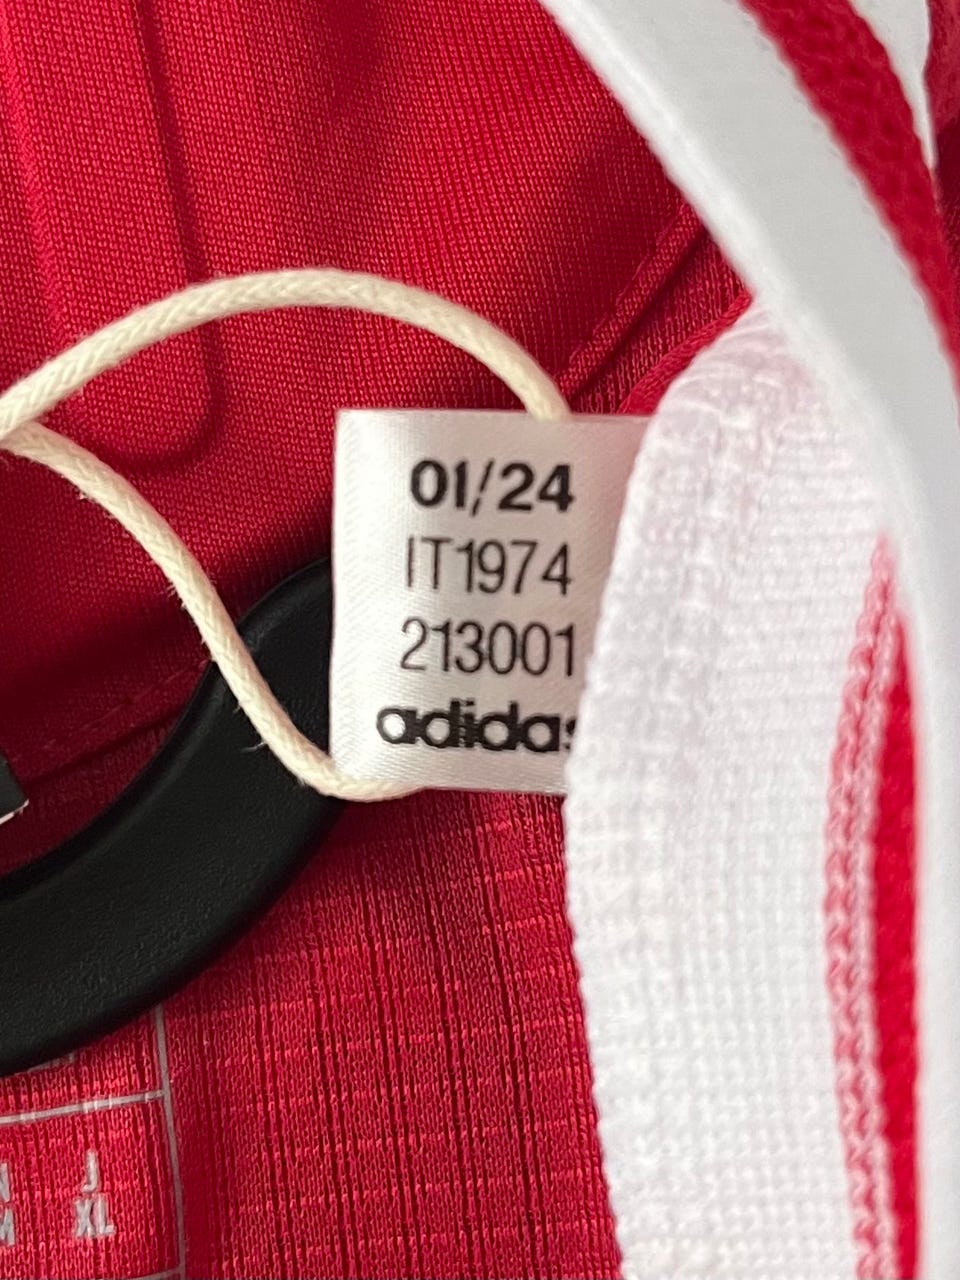 01/24
IT1974
213001
adidas
J
XL